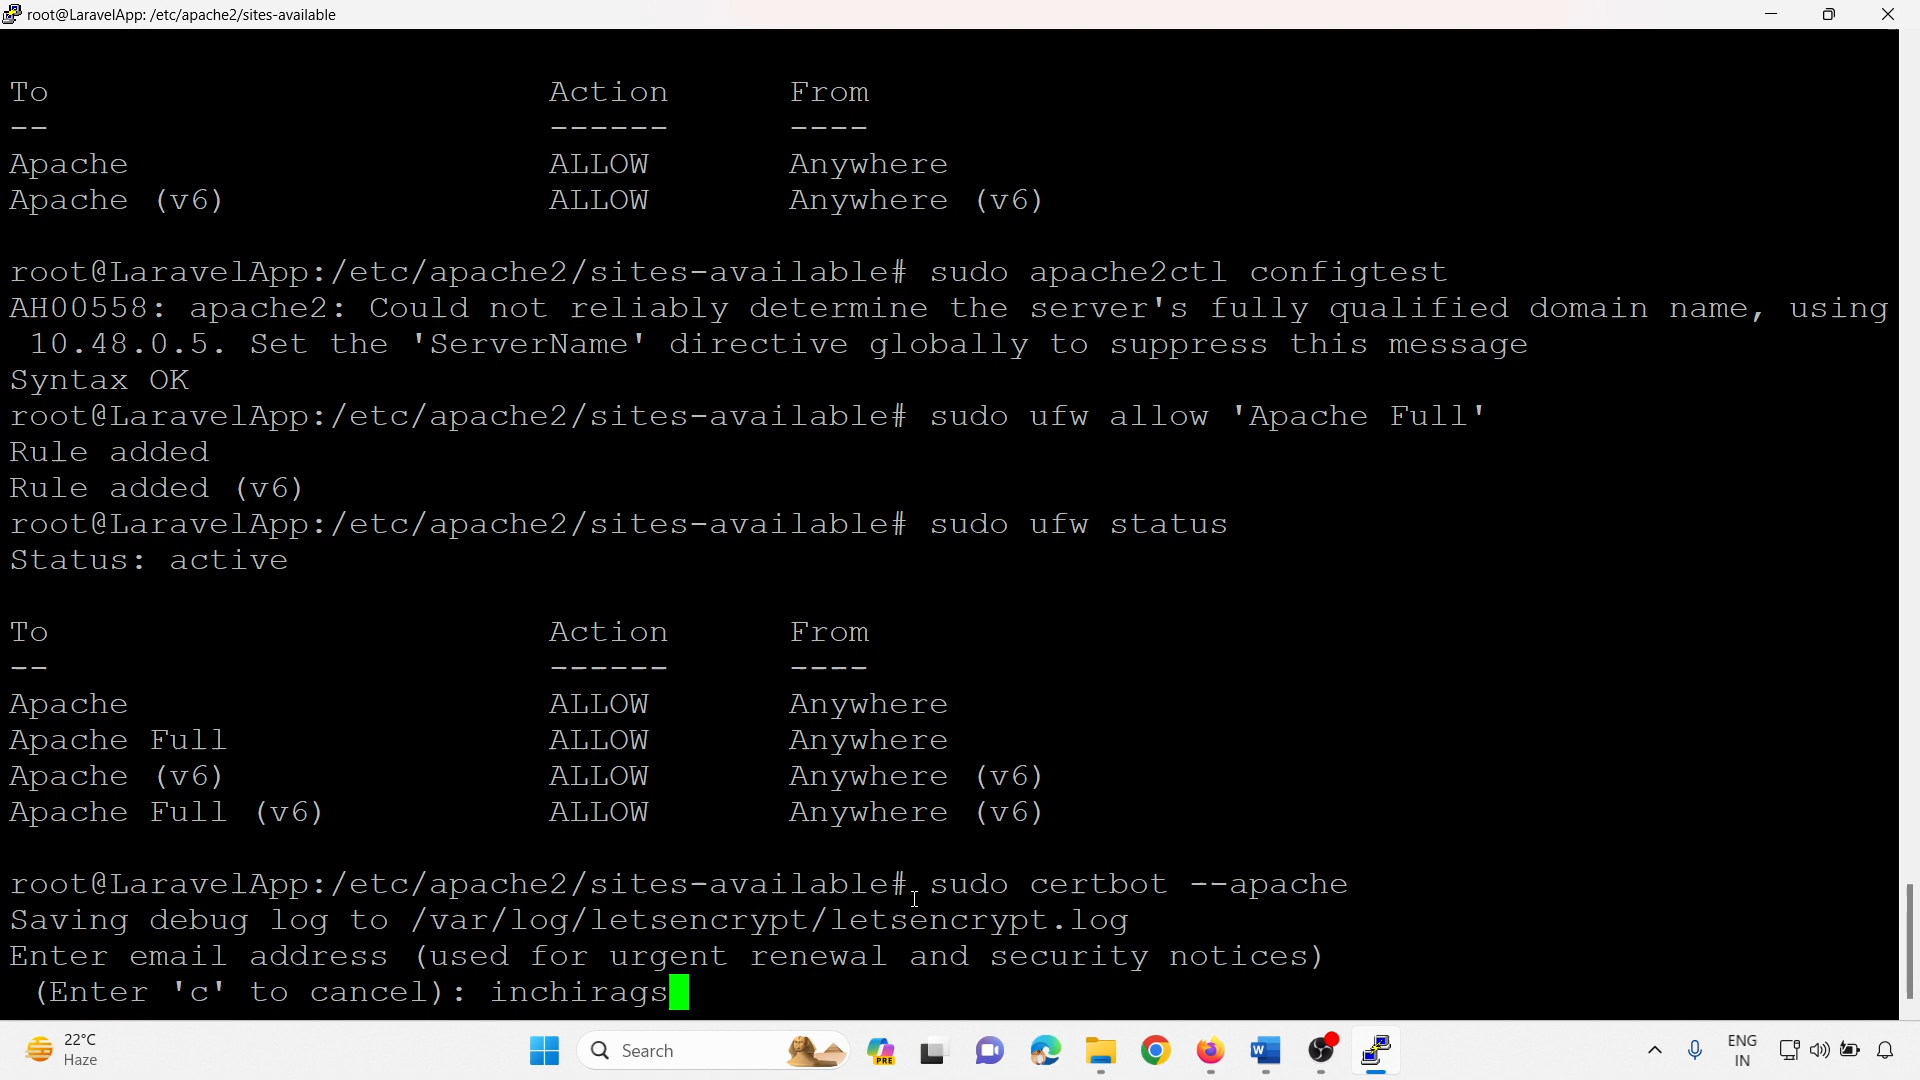 root@LaravelApp: /etc/apache2/sites-available
To Action From
-- ------ ----
Apache ALLOW Anywhere
Apache (v6) ALLOW Anywhere (v6)
root@LaravelApp:/etc/apache2/sites-available# sudo apache2ctl configtest
AH00558: apache2: Could not reliably determine the server's fully qualified domain name, using
10.48.0.5. Set the 'ServerName' directive globally to suppress this message
Syntax OK
root@LaravelApp:/etc/apache2/sites-available# sudo ufw allow 'Apache Full'
Rule added
Rule added (v6)
root@LaravelApp:/etc/apache2/sites-available# sudo ufw status
Status: active
To Action From
-- ------ ----
Apache ALLOW Anywhere
Apache Full ALLOW Anywhere
Apache (v6) ALLOW Anywhere (v6)
Apache Full (v6) ALLOW Anywhere (v6)
root@LaravelApp:/etc/apache2/sites-available# sudo certbot --apache
Saving debug log to /var/log/letsencrypt/letsencrypt.log
Enter email address (used for urgent renewal and security notices)
(Enter 'c' to cancel): inchirags
22°C
Haze
Search
PRE
ENG
IN